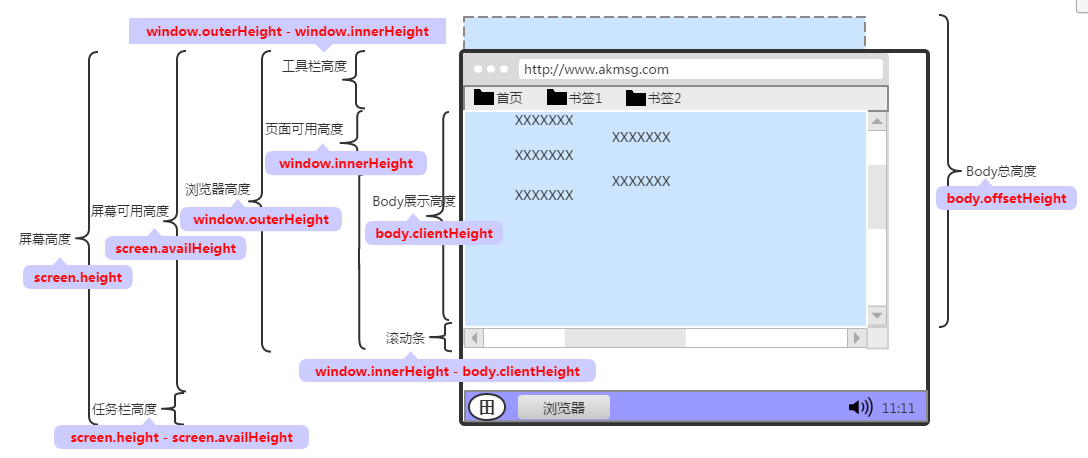 window.outerHeight - window.innerHeight
工具栏高度
http://www.akmsg.com
首页 书签1 书签2
XXXXXXX
页面可用高度
XXXXXXX
window.innerHeight
XXXXXXX
Body总高度
XXXXXXX
浏览器高度
XXXXXXX
body.offsetHeight
Body展示高度
屏幕可用高度
window.outerHeight
body.clientHeight
屏幕高度
screen.availHeight
screen.height
滚动条
window.innerHeight - body.clientHeight
任务栏高度
田 浏览器 11:11
screen.height - screen.availHeight